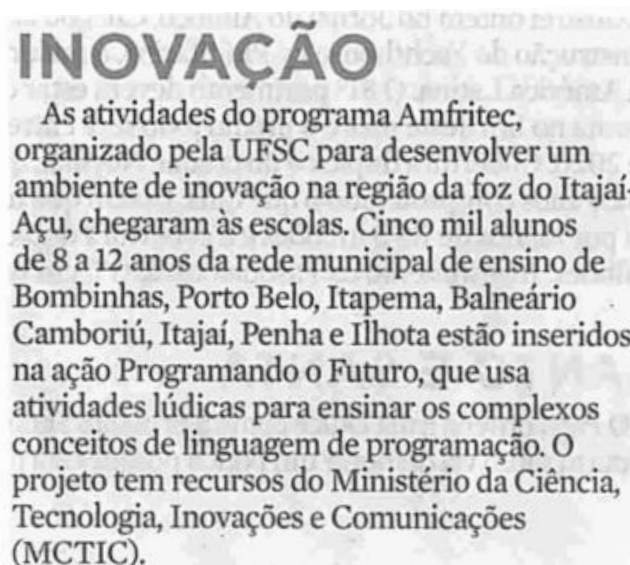 INOVAÇÃO
As atividades do programa Amfritec,
organizado pela UFSC para desenvolver um
ambiente de inovação na região da foz do Itajaí-
Açu, chegaram às escolas. Cinco mil alunos
de 8 a 12 anos da rede municipal de ensino de
Bombinhas, Porto Belo, Itapema, Balneário
Camboriú, Itajaí, Penha e Ilhota estão inseridos
na ação Programando o Futuro, que usa
atividades lúdicas para ensinar os complexos
conceitos de linguagem de programação. O
projeto tem recursos do Ministério da Ciência,
Tecnologia, Inovações e Comunicações
(MCTIC).